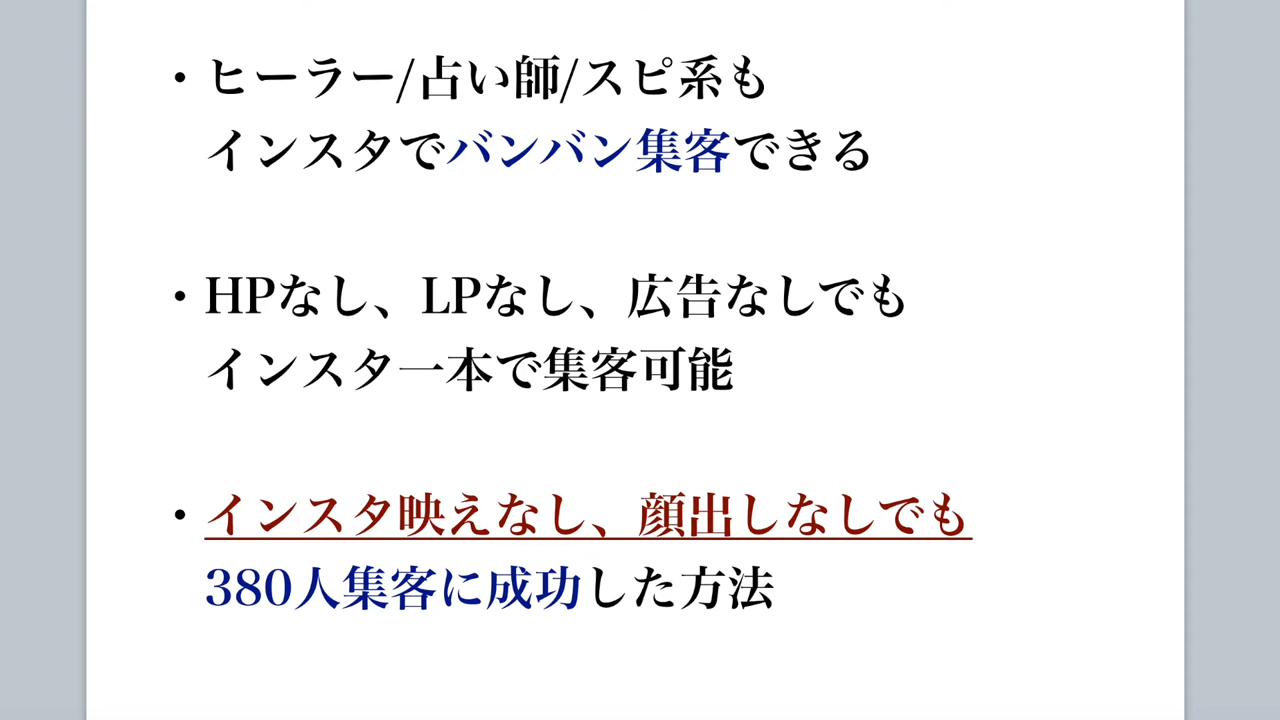 ・ヒーラー/占い師/スピ系も
インスタでバンバン集客できる
・HPなし、LPなし、広告なしでも
インスタ一本で集客可能
・インスタ映えなし、顔出しなしでも
380人集客に成功した方法